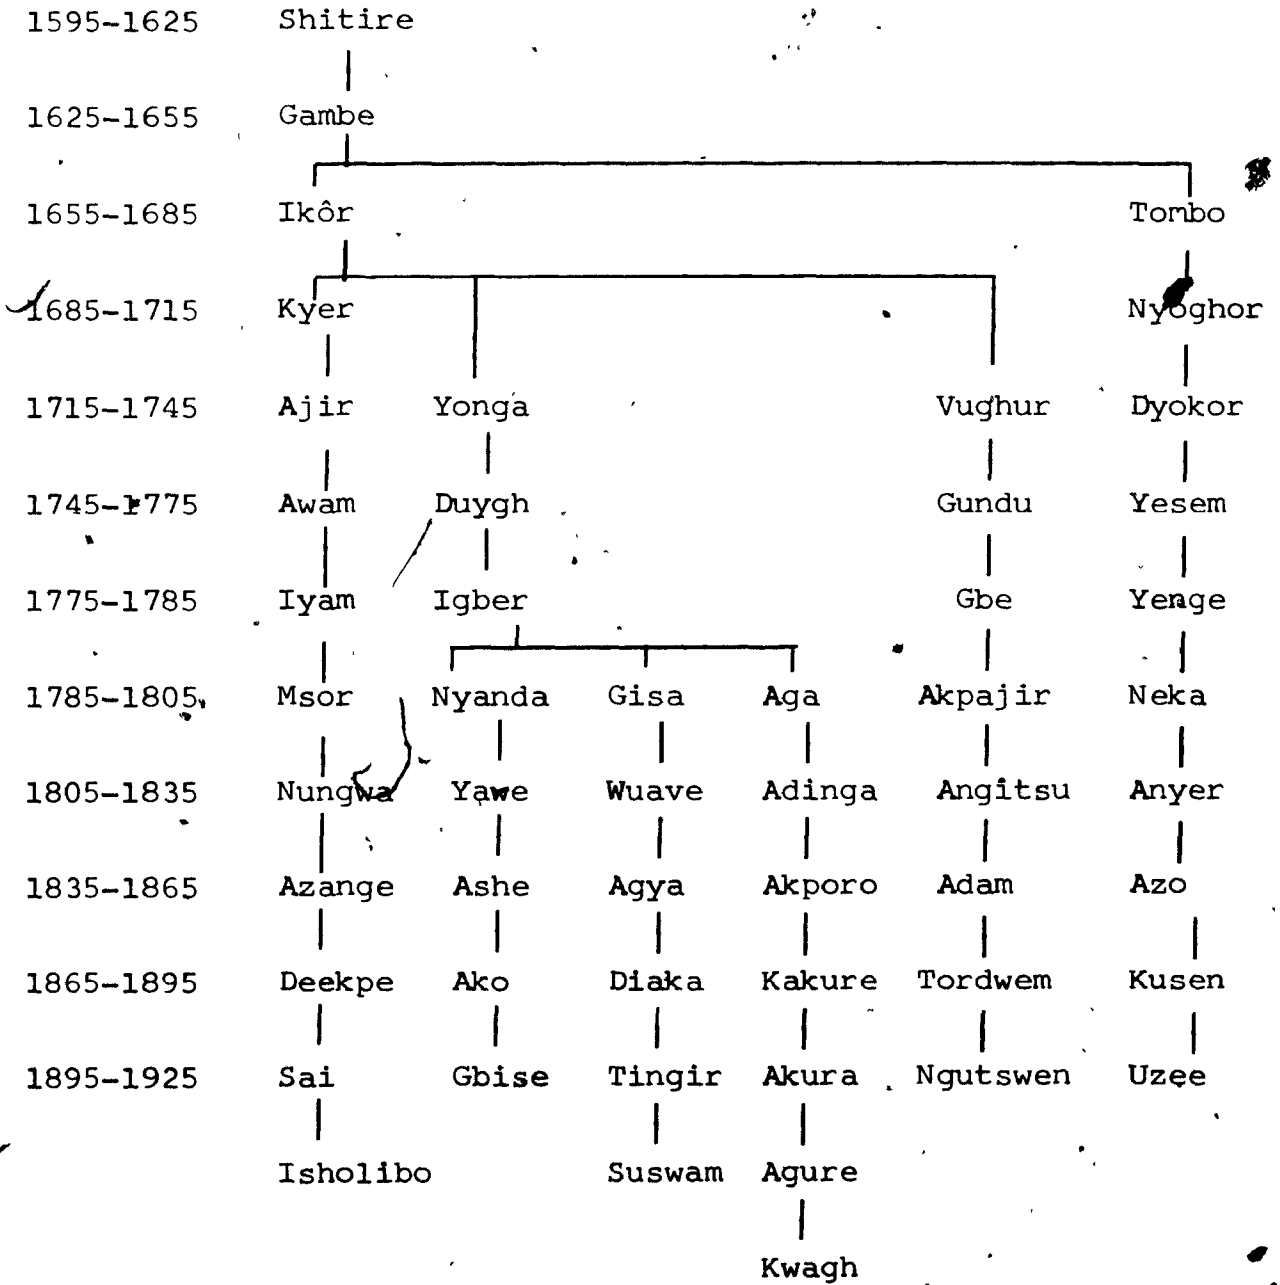 1595-1625 Shitire
1625-1655 Gambe
1655-1685 Ikôr Tombo
1685-1715 Kyer Nyoghor
1715-1745 Ajir Yonga Vughur Dyokor
1745-1775 Awam Duygh Gundu Yesem
1775-1785 Iyam Igber Gbe Yenge
1785-1805 Msor Nyanda Gisa Aga Akpajir Neka
1805-1835 Nungwa Yawe Wuave Adinga Angitsu Anyer
1835-1865 Azange Ashe Agya Akporo Adam Azo
1865-1895 Deekpe Ako Diaka Kakure Tordwem Kusen
1895-1925 Sai Gbise Tingir Akura Ngutswen Uzee
Isholibo Suswam Agure
Kwagh